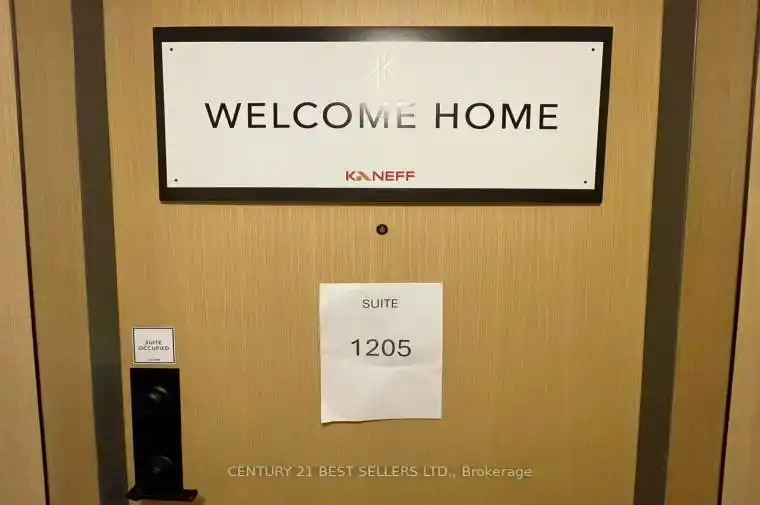 WELCOME HOME
KANEFF
SUITE
1205
SUITE
OCCUPIED
CENTURY 21 BEST SELLERS LTD., Brokerage